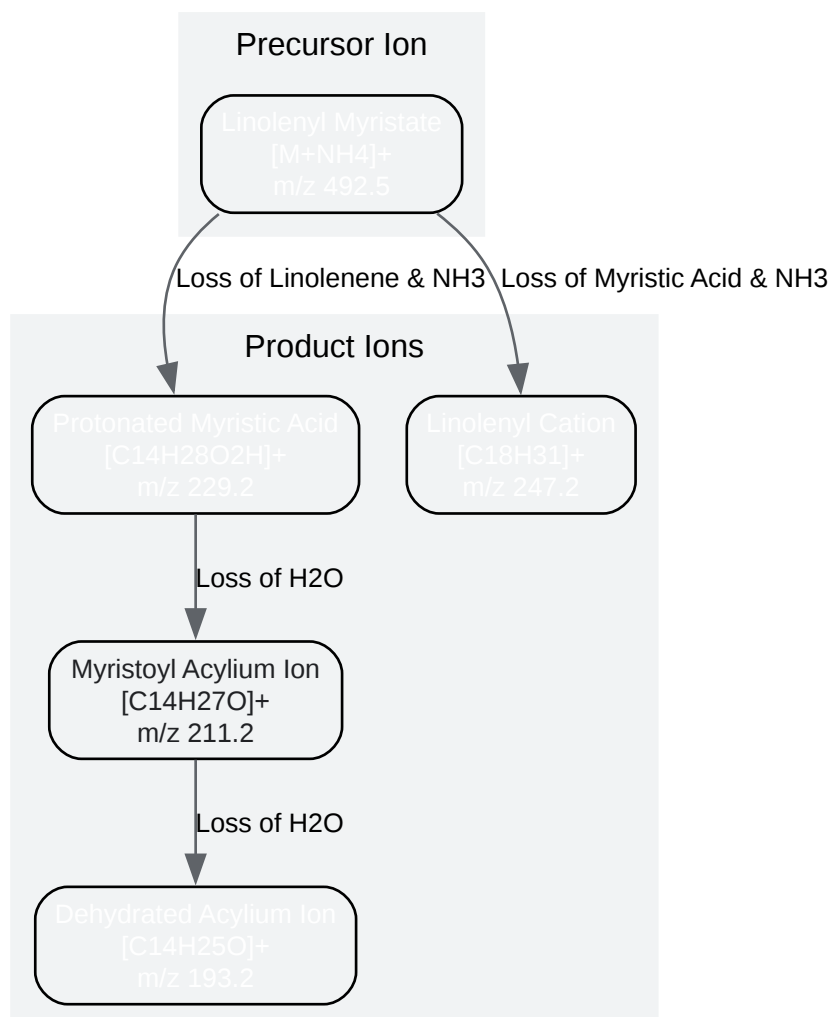 Precursor Ion
Linolenyl Myristate
[M+NH4]+
m/z 492.5
Loss of Linolenene & NH3
Loss of Myristic Acid & NH3
Product Ions
Protonated Myristic Acid
[C14H28O2H]+
m/z 229.2
Linolenyl Cation
[C18H31]+
m/z 247.2
Loss of H2O
Myristoyl Acylium Ion
[C14H27O]+
m/z 211.2
Loss of H2O
Dehydrated Acylium Ion
[C14H25O]+
m/z 193.2